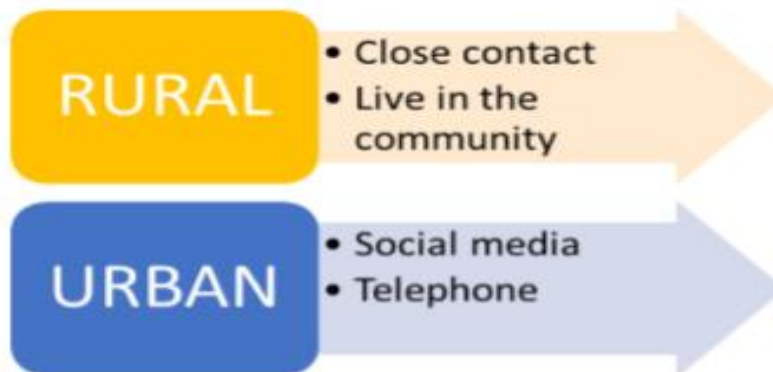 RURAL
• Close contact
• Live in the
community
URBAN
• Social media
• Telephone